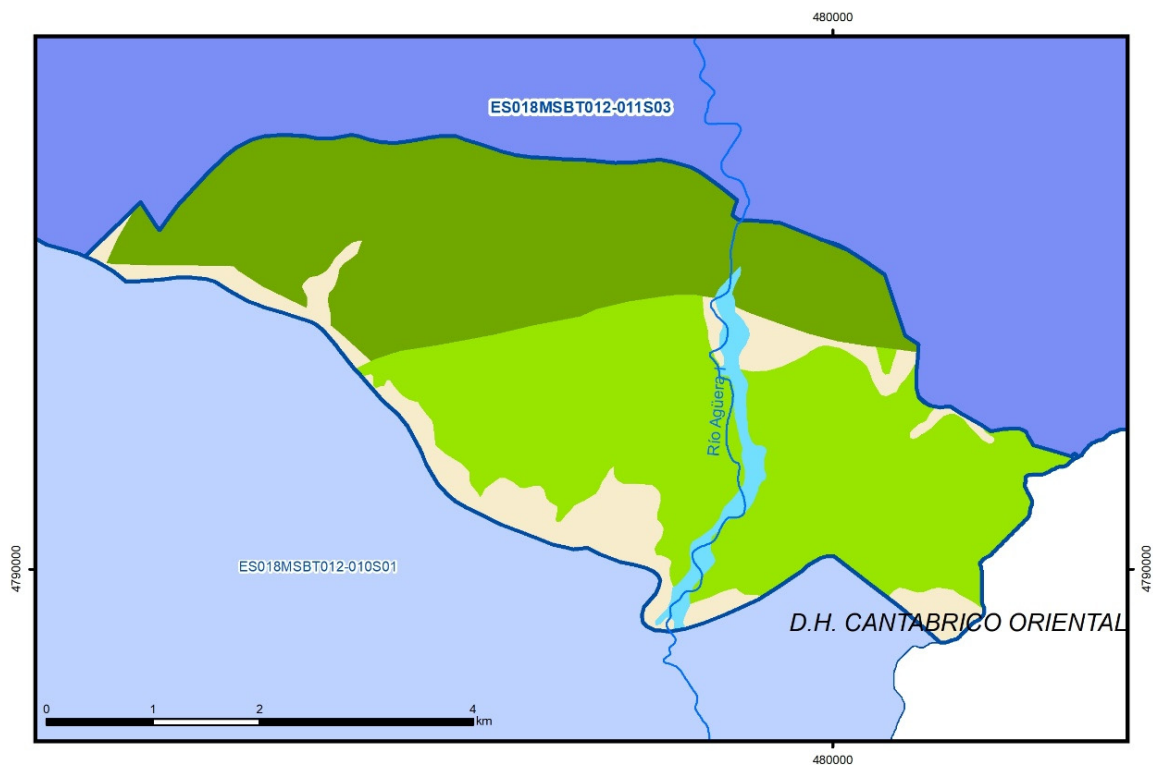 480000
ES018MSBT012-011S03
Río Agüera I
4790000
4790000
ES018MSBT012-010S01
D.H. CANTABRICO ORIENTAL
0 1 2 4
km
480000